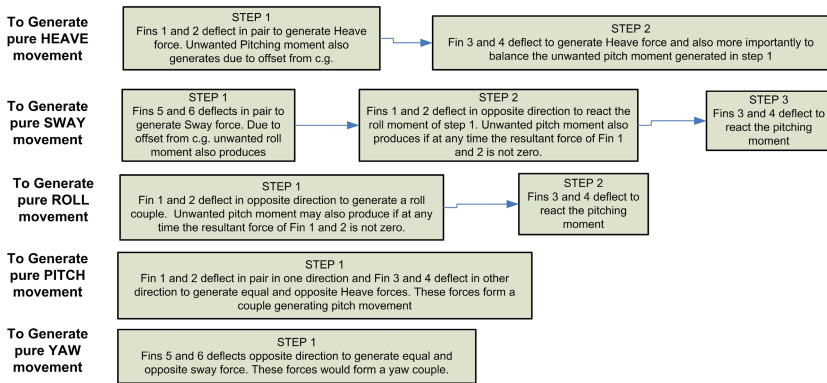 To Generate
pure HEAVE
movement
STEP 1
Fins 1 and 2 deflect in pair to generate Heave
force. Unwanted Pitching moment also
generates due to offset from c.g.
STEP 2
Fin 3 and 4 deflect to generate Heave force and also more importantly to
balance the unwanted pitch moment generated in step 1
To Generate
pure SWAY
movement
STEP 1
Fins 5 and 6 deflects in pair to
generate Sway force. Due to
offset from c.g. unwanted roll
moment also produces
STEP 2
Fins 1 and 2 deflect in opposite direction to react the
roll moment of step 1. Unwanted pitch moment also
produces if at any time the resultant force of Fin 1
and 2 is not zero.
STEP 3
Fins 3 and 4 deflect to
react the pitching
moment
To Generate
pure ROLL
movement
STEP 1
Fin 1 and 2 deflect in opposite direction to generate a roll
couple. Unwanted pitch moment may also produce if at any
time the resultant force of Fin 1 and 2 is not zero.
STEP 2
Fins 3 and 4 deflect to
react the pitching
moment
To Generate
pure PITCH
movement
STEP 1
Fin 1 and 2 deflect in pair in one direction and Fin 3 and 4 deflect in other
direction to generate equal and opposite Heave forces. These forces form a
couple generating pitch movement
To Generate
pure YAW
movement
STEP 1
Fins 5 and 6 deflects opposite direction to generate equal and
opposite sway force. These forces would form a yaw couple.